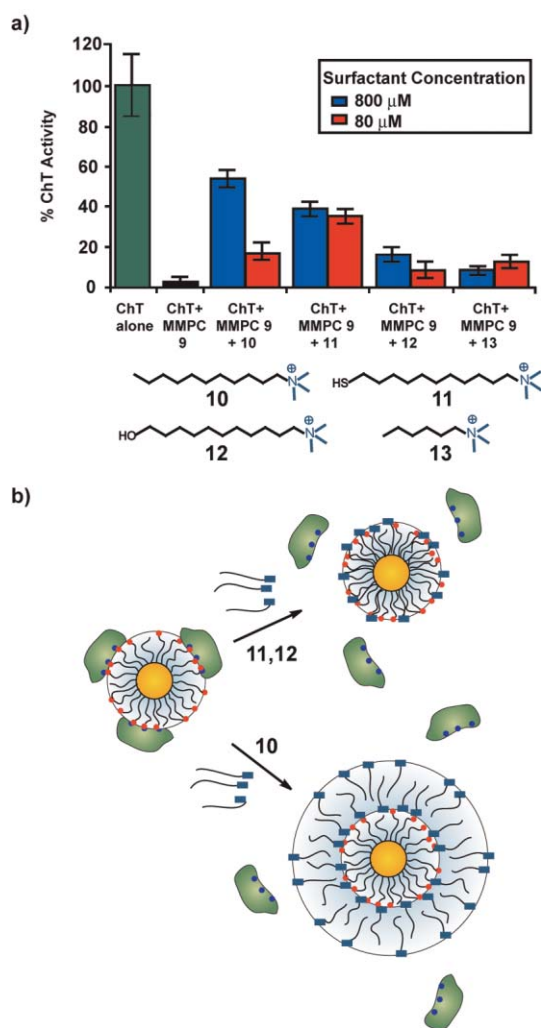 a)
120
100
80
60
40
20
0
% ChT Activity
Surfactant Concentration
800 μM
80 μM
ChT alone
ChT+ MMPC 9
ChT+ MMPC 9 + 10
ChT+ MMPC 9 + 11
ChT+ MMPC 9 + 12
ChT+ MMPC 9 + 13
N⊕
10
HS N⊕
11
HO N⊕
12
N⊕
13
b)
11,12
10